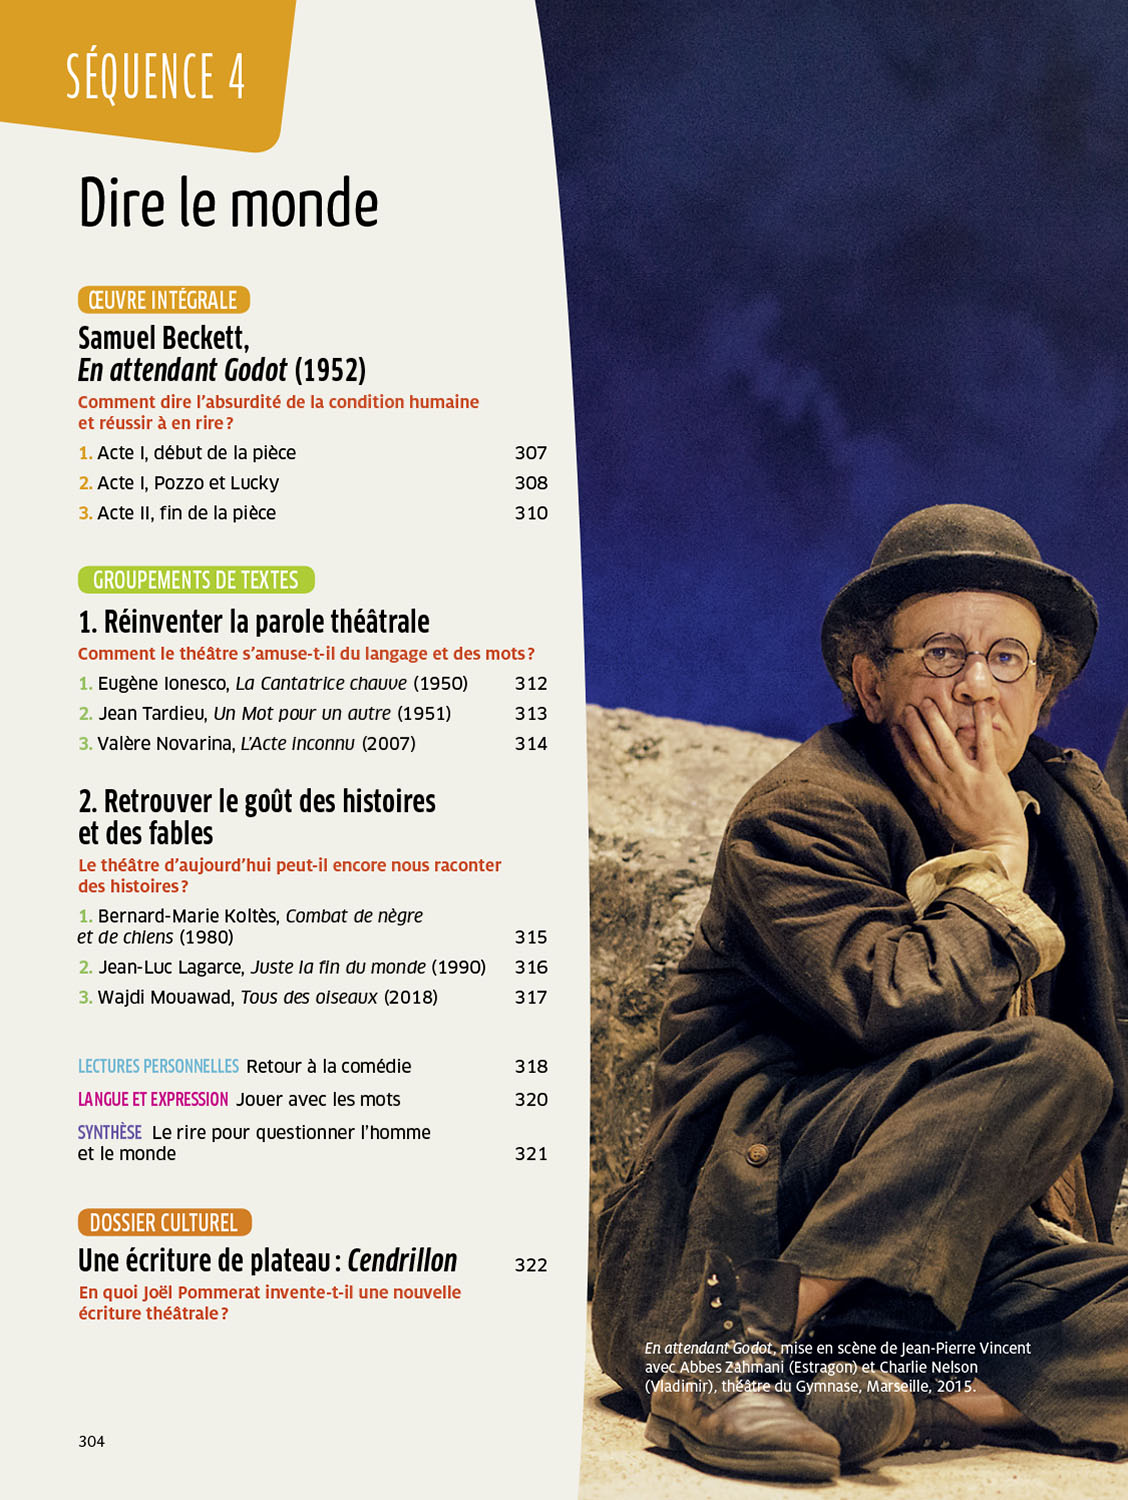 SÉQUENCE 4
Dire le monde
ŒUVRE INTÉGRALE
Samuel Beckett,
En attendant Godot (1952)
Comment dire l'absurdité de la condition humaine
et réussir à en rire ?
1. Acte I, début de la pièce 307
2. Acte I, Pozzo et Lucky 308
3. Acte II, fin de la pièce 310
GROUPEMENTS DE TEXTES
1. Réinventer la parole théâtrale
Comment le théâtre s'amuse-t-il du langage et des mots ?
1. Eugène Ionesco, La Cantatrice chauve (1950) 312
2. Jean Tardieu, Un Mot pour un autre (1951) 313
3. Valère Novarina, L'Acte inconnu (2007) 314
2. Retrouver le goût des histoires
et des fables
Le théâtre d'aujourd'hui peut-il encore nous raconter
des histoires ?
1. Bernard-Marie Koltès, Combat de nègre
et de chiens (1980) 315
2. Jean-Luc Lagarce, Juste la fin du monde (1990) 316
3. Wajdi Mouawad, Tous des oiseaux (2018) 317
LECTURES PERSONNELLES Retour à la comédie 318
LANGUE ET EXPRESSION Jouer avec les mots 320
SYNTHÈSE Le rire pour questionner l'homme
et le monde 321
DOSSIER CULTUREL
Une écriture de plateau : Cendrillon 322
En quoi Joël Pommerat invente-t-il une nouvelle
écriture théâtrale ?
En attendant Godot, mise en scène de Jean-Pierre Vincent
avec Abbes Zahmani (Estragon) et Charlie Nelson
(Vladimir), théâtre du Gymnase, Marseille, 2015.
304